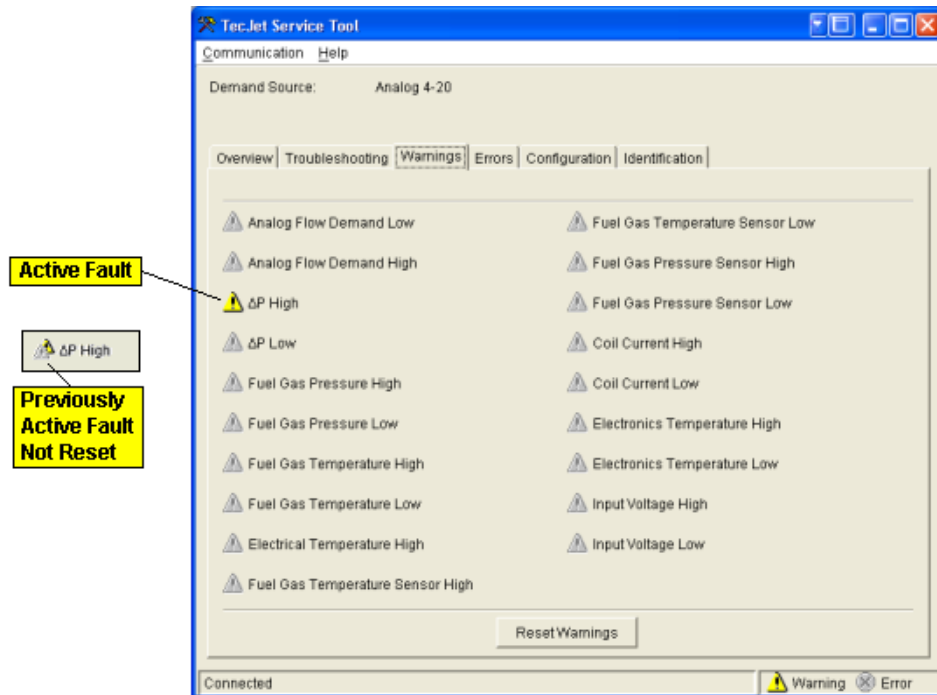 TecJet Service Tool
Communication Help
Demand Source: Analog 4-20
Overview Troubleshooting Warnings Errors Configuration Identification
Analog Flow Demand Low
Analog Flow Demand High
ΔP High
ΔP Low
Fuel Gas Pressure High
Fuel Gas Pressure Low
Fuel Gas Temperature High
Fuel Gas Temperature Low
Electrical Temperature High
Fuel Gas Temperature Sensor High
Fuel Gas Temperature Sensor Low
Fuel Gas Pressure Sensor High
Fuel Gas Pressure Sensor Low
Coil Current High
Coil Current Low
Electronics Temperature High
Electronics Temperature Low
Input Voltage High
Input Voltage Low
Reset Warnings
Connected
Warning Error
Active Fault
ΔP High
Previously
Active Fault
Not Reset